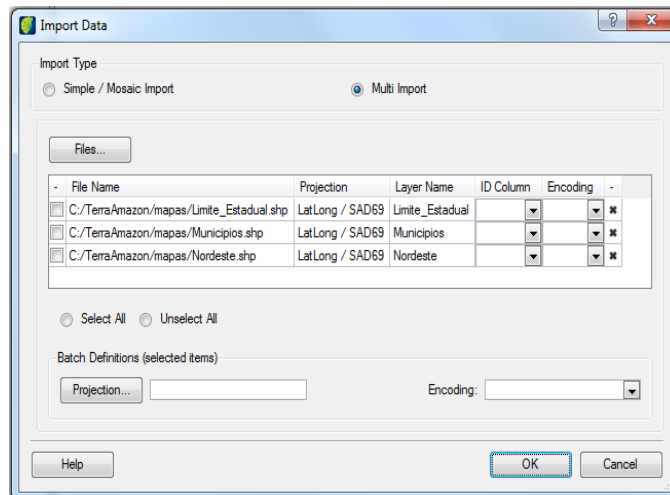 Import Data
Import Type
Simple / Mosaic Import Multi Import
Files...
- File Name Projection Layer Name ID Column Encoding -
C:/TerraAmazon/mapas/Limite_Estadual.shp LatLong / SAD69 Limite_Estadual
C:/TerraAmazon/mapas/Municipios.shp LatLong / SAD69 Municipios
C:/TerraAmazon/mapas/Nordeste.shp LatLong / SAD69 Nordeste
Select All Unselect All
Batch Definitions (selected items)
Projection... Encoding:
Help OK Cancel